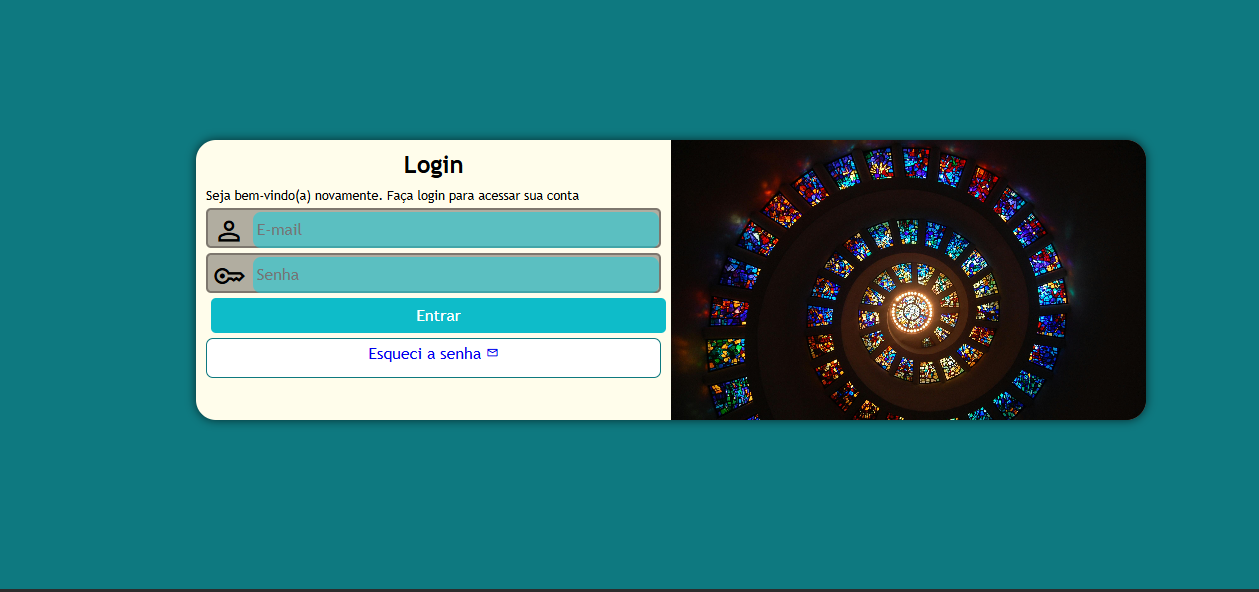 Login
Seja bem-vindo(a) novamente. Faça login para acessar sua conta
E-mail
Senha
Entrar
Esqueci a senha